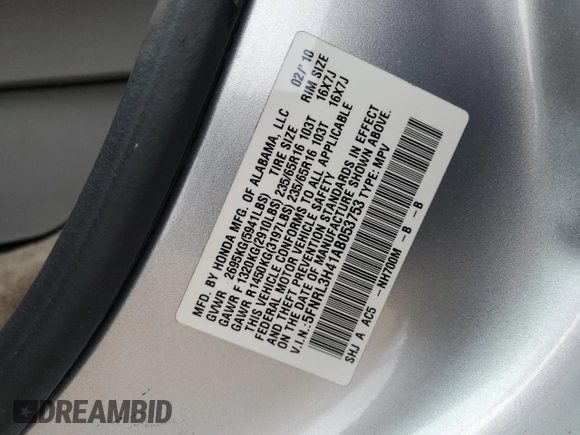 MFD. BY HONDA MFG. OF ALABAMA, LLC 02/'10
GVWR 2695KG(5941LBS) TIRE SIZE RIM SIZE
GAWR F 1320KG(2910LBS) 235/65R16 103T 16X7J
GAWR R 1450KG(3197LBS) 235/65R16 103T 16X7J
THIS VEHICLE CONFORMS TO ALL APPLICABLE
FEDERAL MOTOR VEHICLE SAFETY
AND THEFT PREVENTION STANDARDS IN EFFECT
ON THE DATE OF MANUFACTURE SHOWN ABOVE.
V.I.N.:5FNRL3H41AB053753 TYPE: MPV
SHJ A AC5 -NH700M -B -B
DREAMBID